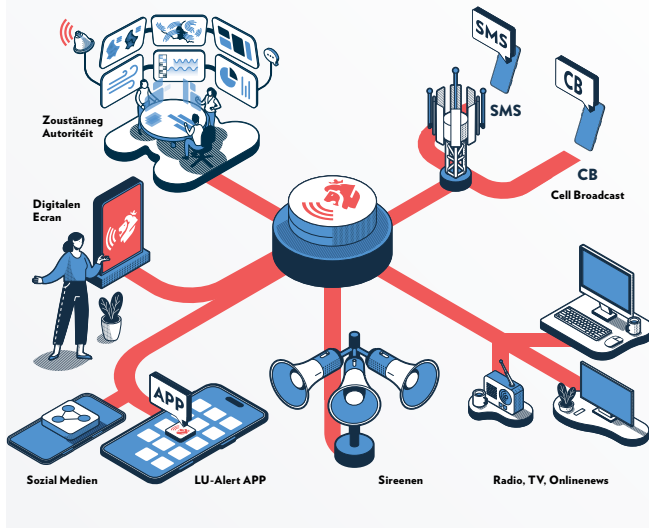 SMS
CB
SMS
Zoustänneg
Autoritéit
CB
Cell Broadcast
Digitalen
Ecran
APP
Sozial Medien
LU-Alert APP
Sireenen
Radio, TV, Onlinenews